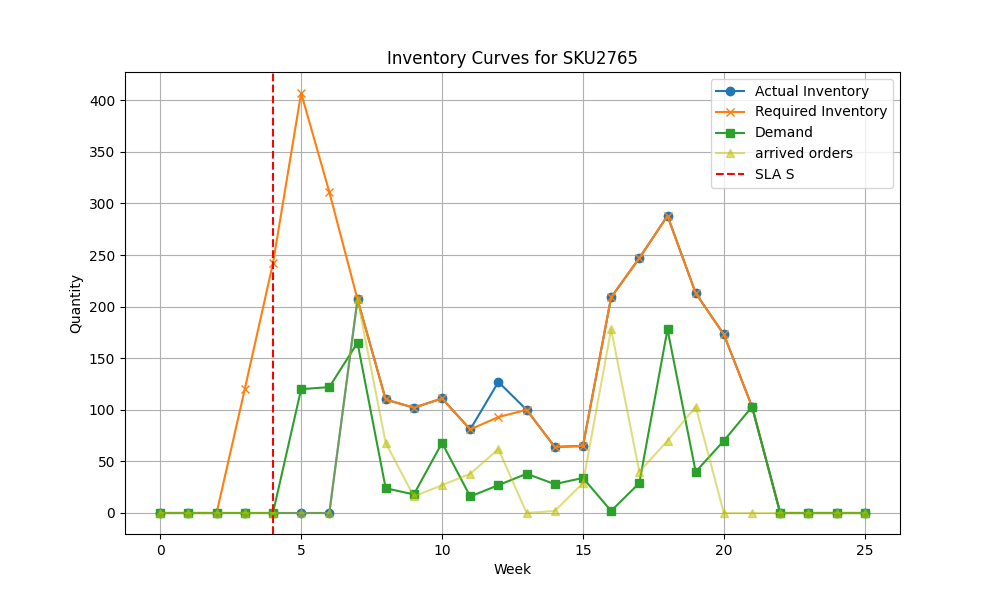 Inventory Curves for SKU2765
Actual Inventory
Required Inventory
Demand
arrived orders
SLA S
Quantity
400
350
300
250
200
150
100
50
0
0 5 10 15 20 25
Week